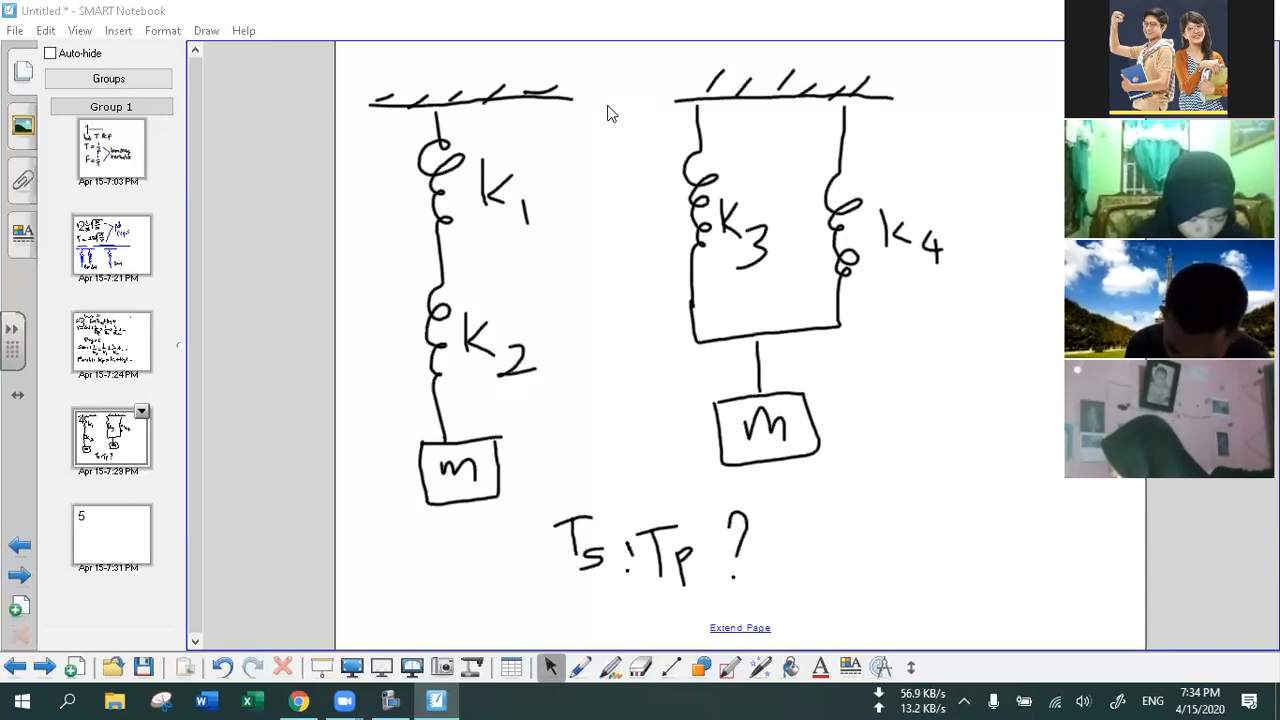 Untitled * - SMART Notebook
File Edit View Insert Format Draw Help
Auto-hide
Groups
Group 1
Apr 15-7:03 PM
Apr 15-7:21 PM
Apr 15-7:24 PM
Apr 15-7:29 PM
5
Apr 15-7:31 PM
K1
K2
m
K3
K4
m
Ts : Tp ?
Extend Page
56.9 KB/s
13.2 KB/s
ENG
7:34 PM
4/15/2020